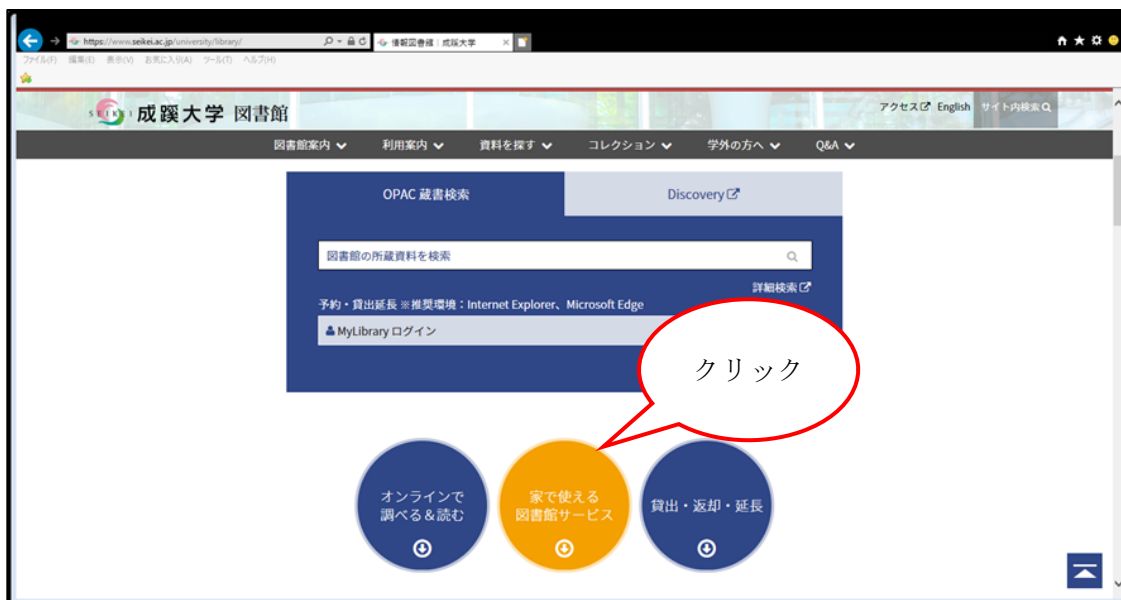 https://www.seikei.ac.jp/university/library/
情報図書館 | 成蹊大学
ファイル(F) 編集(E) 表示(V) お気に入り(A) ツール(T) ヘルプ(H)
SEIKEI 成蹊大学 図書館
アクセス English サイト内検索
図書館案内 利用案内 資料を探す コレクション 学外の方へ Q&A
OPAC 蔵書検索 Discovery
図書館の所蔵資料を検索
詳細検索
予約・貸出延長 ※推奨環境：Internet Explorer、Microsoft Edge
MyLibrary ログイン
クリック
オンラインで
調べる&読む
家で使える
図書館サービス
貸出・返却・延長